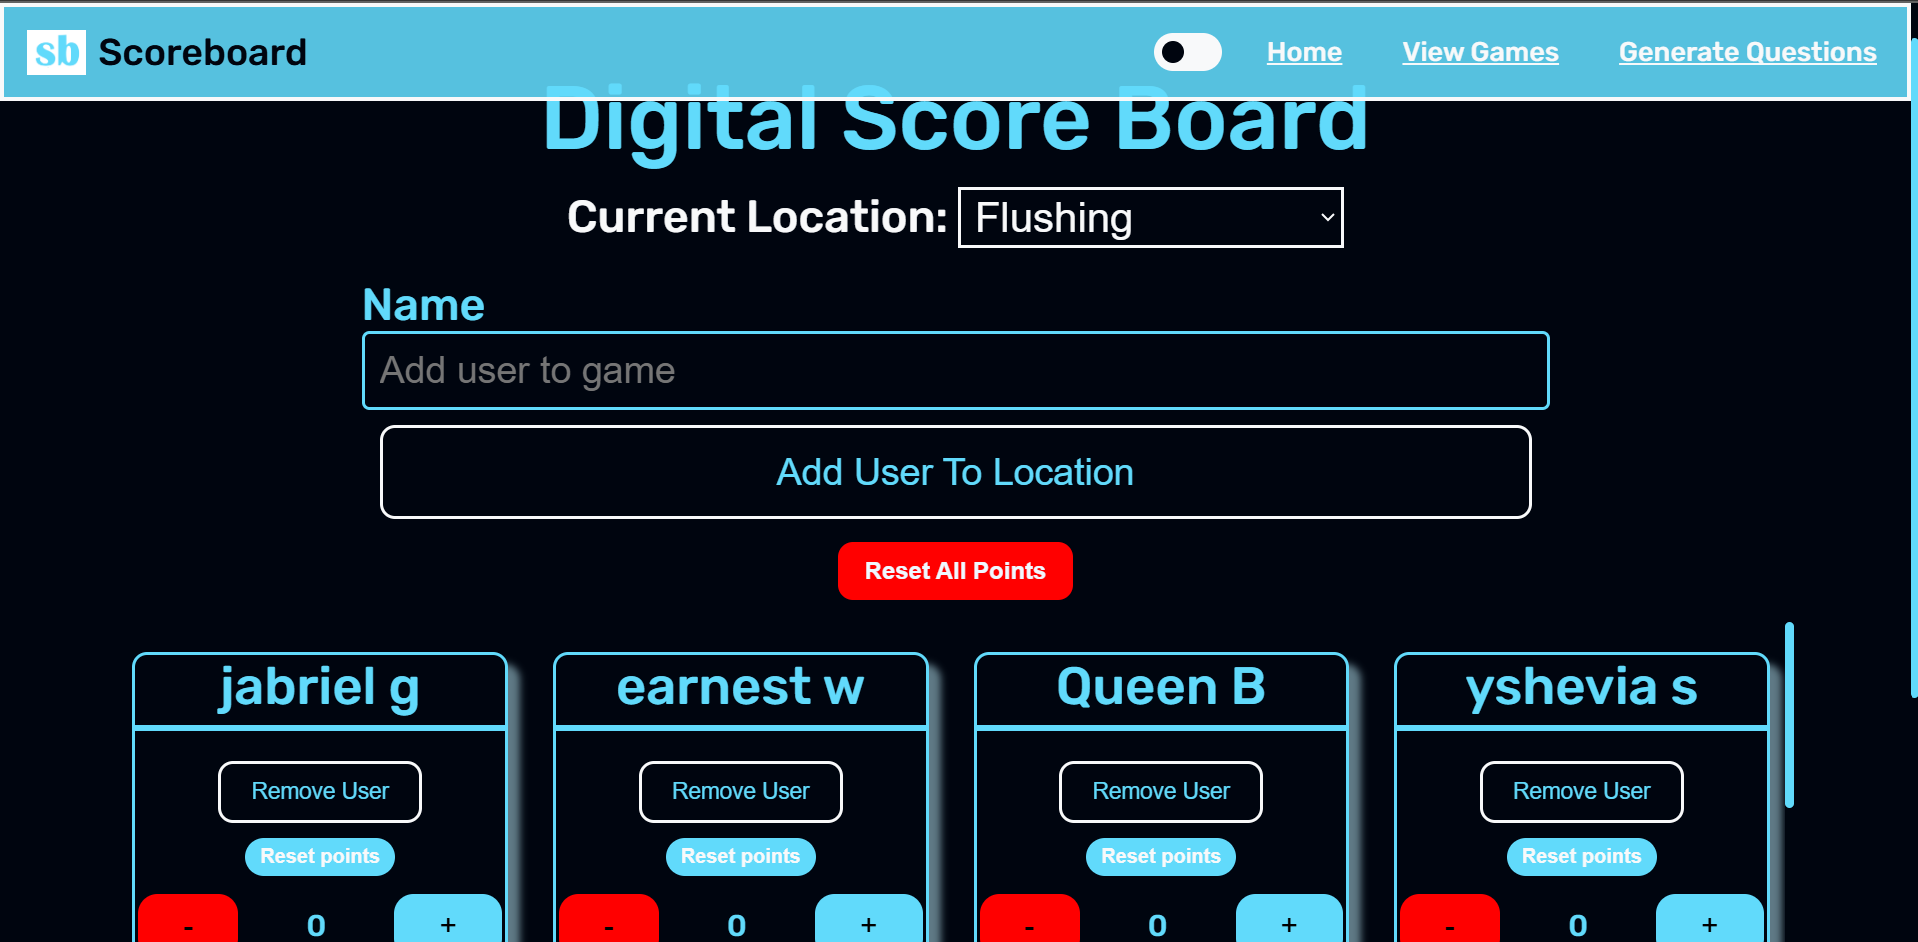 sb Scoreboard Home View Games Generate Questions
Digital Score Board
Current Location: Flushing
Name
Add user to game
Add User To Location
Reset All Points
jabriel g earnest w Queen B yshevia s
Remove User Remove User Remove User Remove User
Reset points Reset points Reset points Reset points
- 0 + - 0 + - 0 + - 0 +